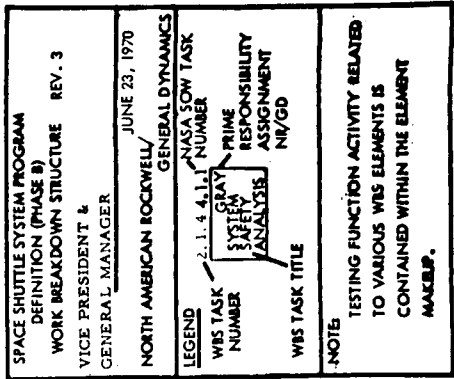 SPACE SHUTTLE SYSTEM PROGRAM
DEFINITION (PHASE B)
WORK BREAKDOWN STRUCTURE REV. 3
VICE PRESIDENT &
GENERAL MANAGER
JUNE 23, 1970
NORTH AMERICAN ROCKWELL/
GENERAL DYNAMICS
LEGEND
NASA SOW TASK
NUMBER
2.1.4 4.1.1
WBS TASK
NUMBER
GRAY
SYSTEM
SAFETY
ANALYSIS
PRIME
RESPONSIBILITY
ASSIGNMENT
NR/GD
WBS TASK TITLE
NOTE:
TESTING FUNCTION ACTIVITY RELATED
TO VARIOUS WBS ELEMENTS IS
CONTAINED WITHIN THE ELEMENT
MAKEUP.